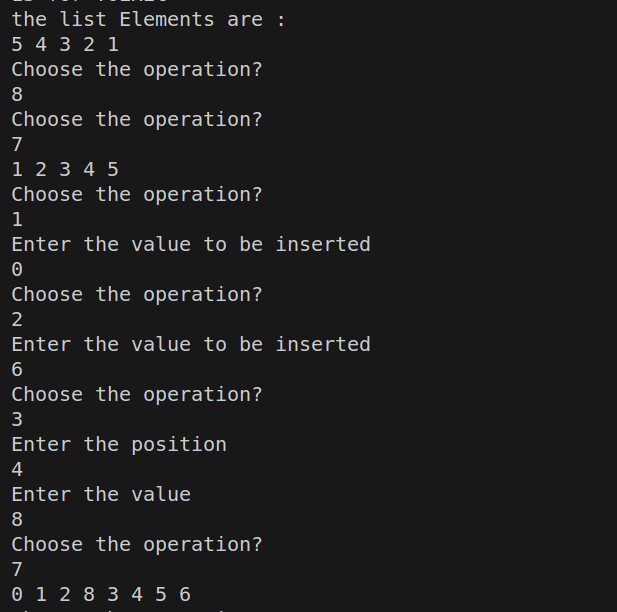 the list Elements are :
5 4 3 2 1
Choose the operation?
8
Choose the operation?
7
1 2 3 4 5
Choose the operation?
1
Enter the value to be inserted
0
Choose the operation?
2
Enter the value to be inserted
6
Choose the operation?
3
Enter the position
4
Enter the value
8
Choose the operation?
7
0 1 2 8 3 4 5 6